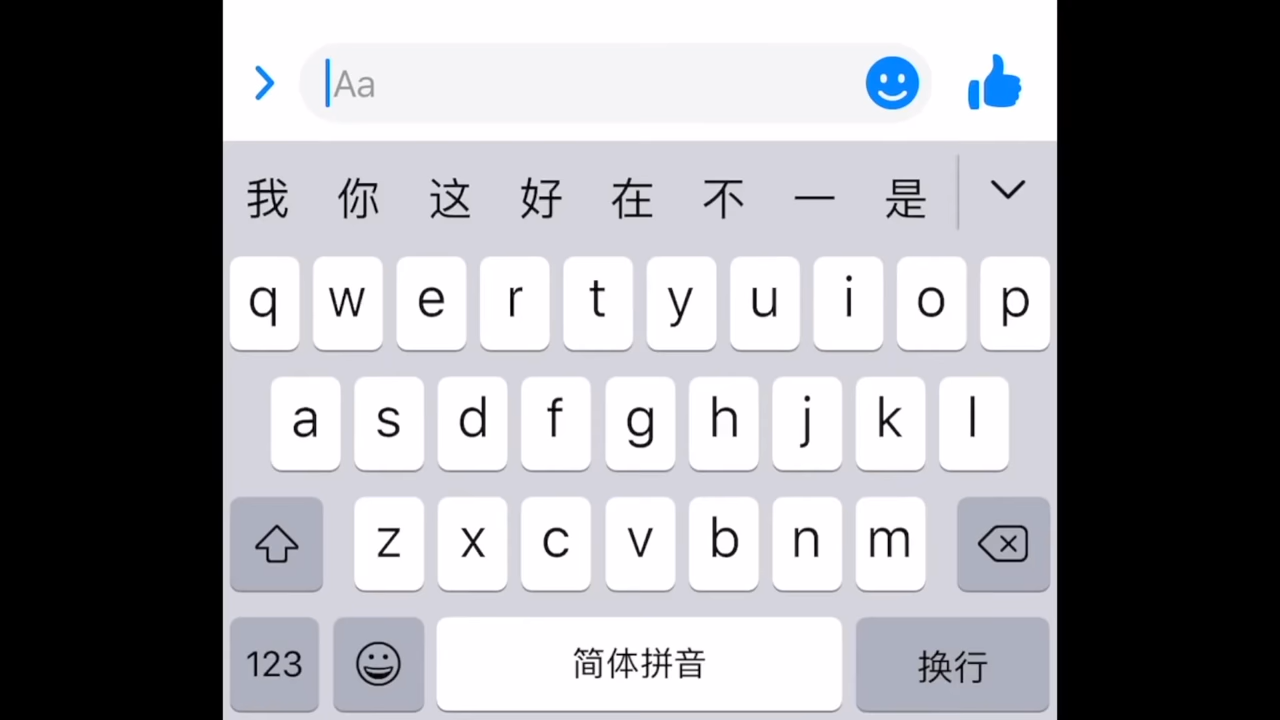 Aa
我 你 这 好 在 不 一 是
q w e r t y u i o p
a s d f g h j k l
z x c v b n m
123 简体拼音 换行